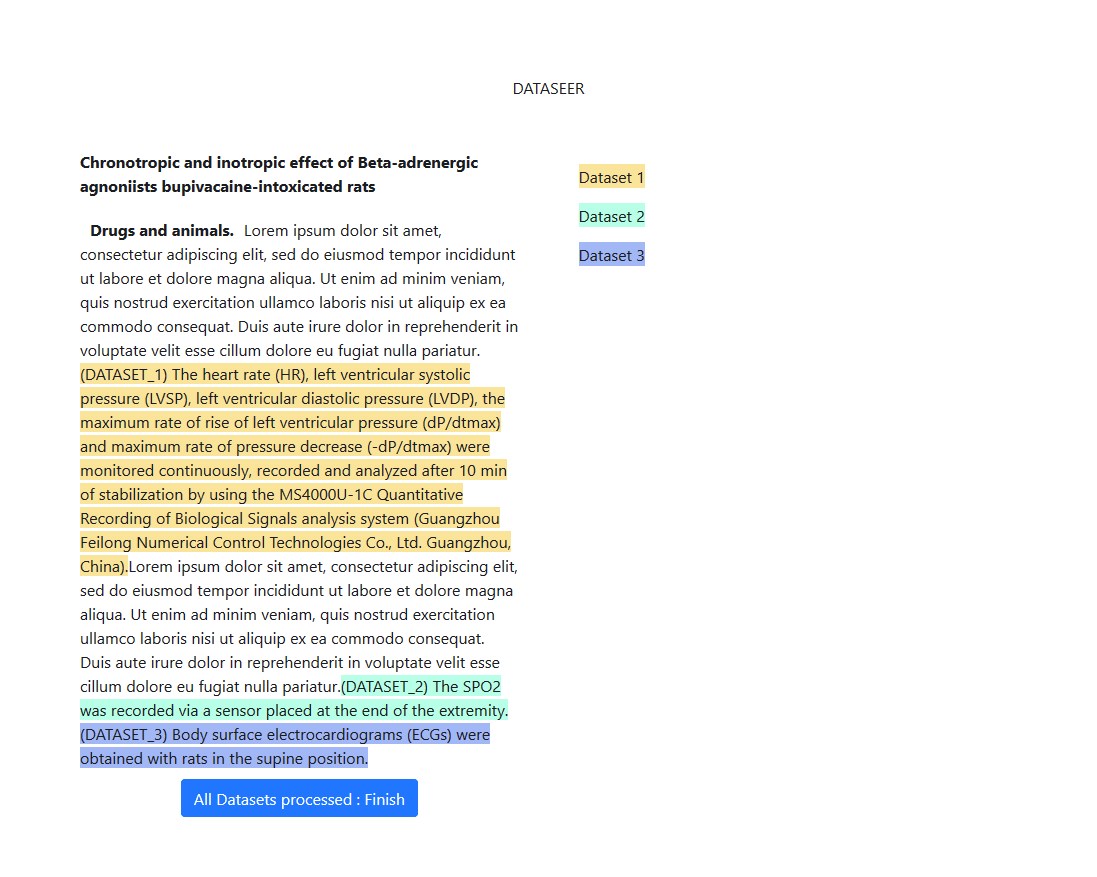 DATASEER
Chronotropic and inotropic effect of Beta-adrenergic
agnoniists bupivacaine-intoxicated rats
Drugs and animals. Lorem ipsum dolor sit amet,
consectetur adipiscing elit, sed do eiusmod tempor incididunt
ut labore et dolore magna aliqua. Ut enim ad minim veniam,
quis nostrud exercitation ullamco laboris nisi ut aliquip ex ea
commodo consequat. Duis aute irure dolor in reprehenderit in
voluptate velit esse cillum dolore eu fugiat nulla pariatur.
(DATASET_1) The heart rate (HR), left ventricular systolic
pressure (LVSP), left ventricular diastolic pressure (LVDP), the
maximum rate of rise of left ventricular pressure (dP/dtmax)
and maximum rate of pressure decrease (-dP/dtmax) were
monitored continuously, recorded and analyzed after 10 min
of stabilization by using the MS4000U-1C Quantitative
Recording of Biological Signals analysis system (Guangzhou
Feilong Numerical Control Technologies Co., Ltd. Guangzhou,
China).Lorem ipsum dolor sit amet, consectetur adipiscing elit,
sed do eiusmod tempor incididunt ut labore et dolore magna
aliqua. Ut enim ad minim veniam, quis nostrud exercitation
ullamco laboris nisi ut aliquip ex ea commodo consequat.
Duis aute irure dolor in reprehenderit in voluptate velit esse
cillum dolore eu fugiat nulla pariatur.(DATASET_2) The SPO2
was recorded via a sensor placed at the end of the extremity.
(DATASET_3) Body surface electrocardiograms (ECGs) were
obtained with rats in the supine position.
All Datasets processed : Finish
Dataset 1
Dataset 2
Dataset 3